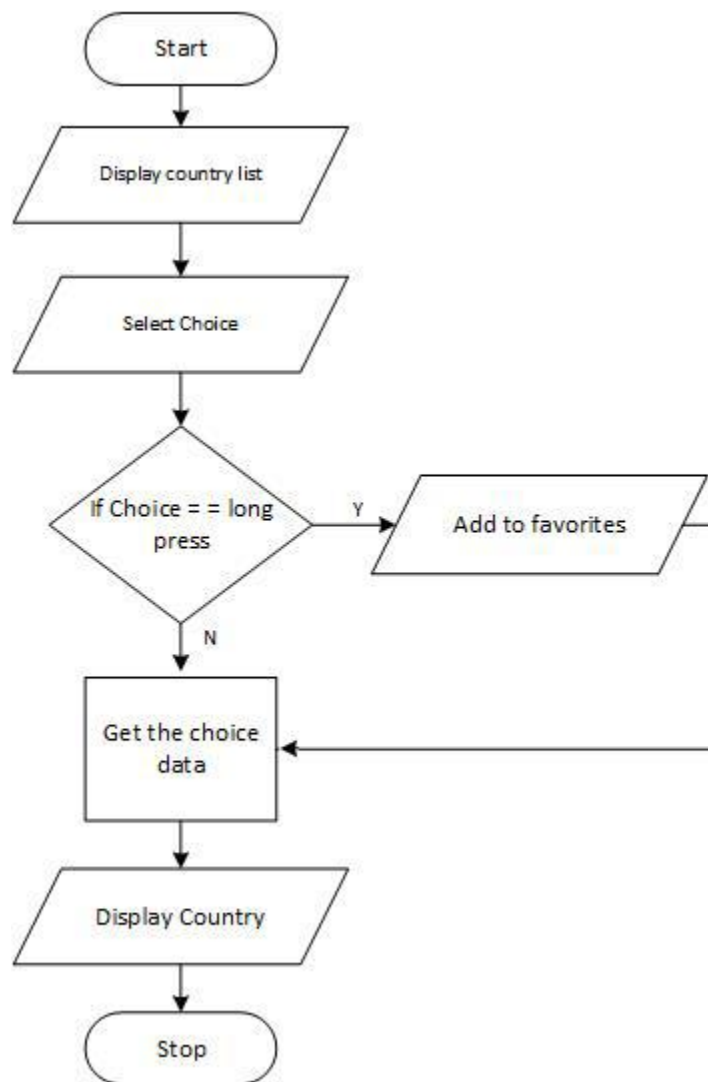 Start
Display country list
Select Choice
If Choice = = long
press
Y
Add to favorites
N
Get the choice
data
Display Country
Stop